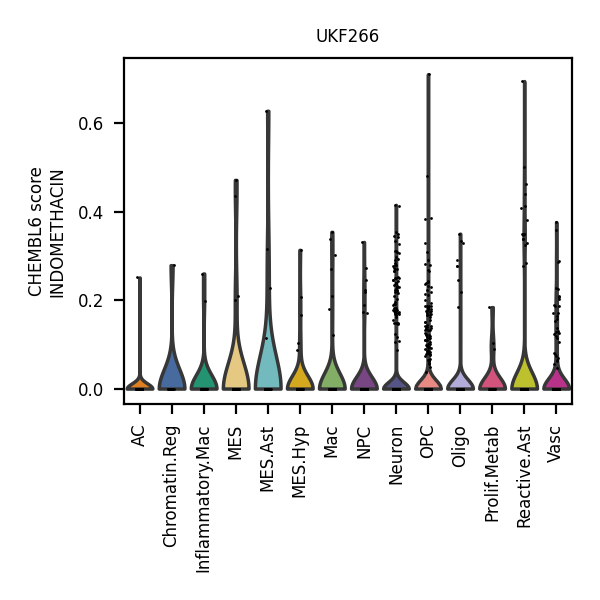 UKF266
CHEMBL6 score
INDOMETHACIN
0.6
0.4
0.2
0.0
AC
Chromatin.Reg
Inflammatory.Mac
MES
MES.Ast
MES.Hyp
Mac
NPC
Neuron
OPC
Oligo
Prolif.Metab
Reactive.Ast
Vasc